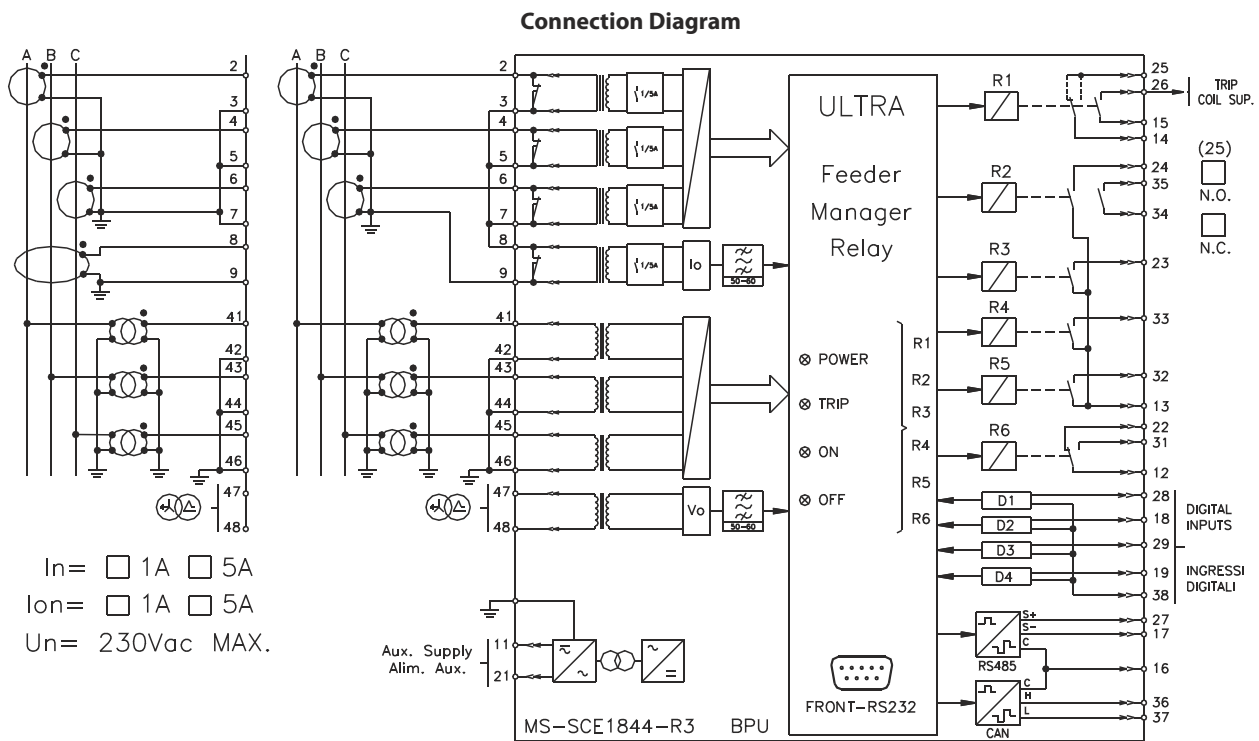 Connection Diagram
A B C
2
3
4
5
6
7
8
9
41
42
43
44
45
46
47
48
In= 1A 5A
Ion= 1A 5A
Un= 230Vac MAX.
A B C
2
3
4
5
6
7
8
9
41
42
43
44
45
46
47
48
Aux. Supply
Alim. Aux.
11
21
1/5A
1/5A
1/5A
1/5A
Io
50-60
Vo
50-60
MS-SCE1844-R3 BPU
ULTRA
Feeder
Manager
Relay
POWER
TRIP
ON
OFF
R1
R2
R3
R4
R5
R6
FRONT-RS232
R1
R2
R3
R4
R5
R6
D1
D2
D3
D4
S+
S-
C
RS485
C
H
L
CAN
25
26
15
14
24
35
34
23
33
32
13
22
31
12
28
18
29
19
38
27
17
16
36
37
TRIP
COIL SUP.
(25)
N.O.
N.C.
DIGITAL
INPUTS
INGRESSI
DIGITALI